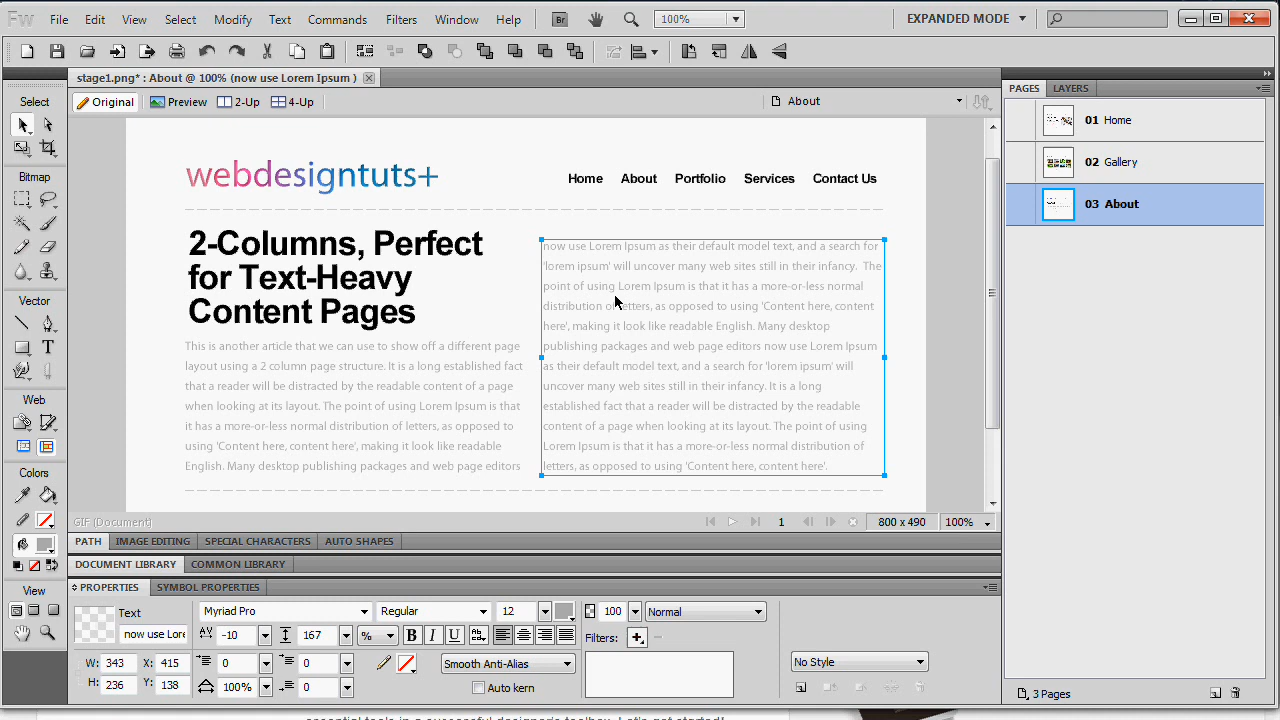 Fw File Edit View Select Modify Text Commands Filters Window Help Br 100% EXPANDED MODE
stage1.png* : About @ 100% (now use Lorem Ipsum )
Original Preview 2-Up 4-Up About
Select
Bitmap
Vector
Web
Colors
View
webdesigntuts+
Home About Portfolio Services Contact Us
2-Columns, Perfect
for Text-Heavy
Content Pages
This is another article that we can use to show off a different page
layout using a 2 column page structure. It is a long established fact
that a reader will be distracted by the readable content of a page
when looking at its layout. The point of using Lorem Ipsum is that
it has a more-or-less normal distribution of letters, as opposed to
using 'Content here, content here', making it look like readable
English. Many desktop publishing packages and web page editors
now use Lorem Ipsum as their default model text, and a search for
'lorem ipsum' will uncover many web sites still in their infancy. The
point of using Lorem Ipsum is that it has a more-or-less normal
distribution of letters, as opposed to using 'Content here, content
here', making it look like readable English. Many desktop
publishing packages and web page editors now use Lorem Ipsum
as their default model text, and a search for 'lorem ipsum' will
uncover many web sites still in their infancy. It is a long
established fact that a reader will be distracted by the readable
content of a page when looking at its layout. The point of using
Lorem Ipsum is that it has a more-or-less normal distribution of
letters, as opposed to using 'Content here, content here'.
GIF (Document) 1 800 x 490 100%
PATH IMAGE EDITING SPECIAL CHARACTERS AUTO SHAPES
DOCUMENT LIBRARY COMMON LIBRARY
PROPERTIES SYMBOL PROPERTIES
Text Myriad Pro Regular 12 100 Normal
now use Lore -10 167 % B I U Filters:
W: 343 X: 415 0 0 Smooth Anti-Alias No Style
H: 236 Y: 138 100% 0 Auto kern
PAGES LAYERS
01 Home
02 Gallery
03 About
3 Pages
essential tools in a successful designer's toolbox. Let's get started!